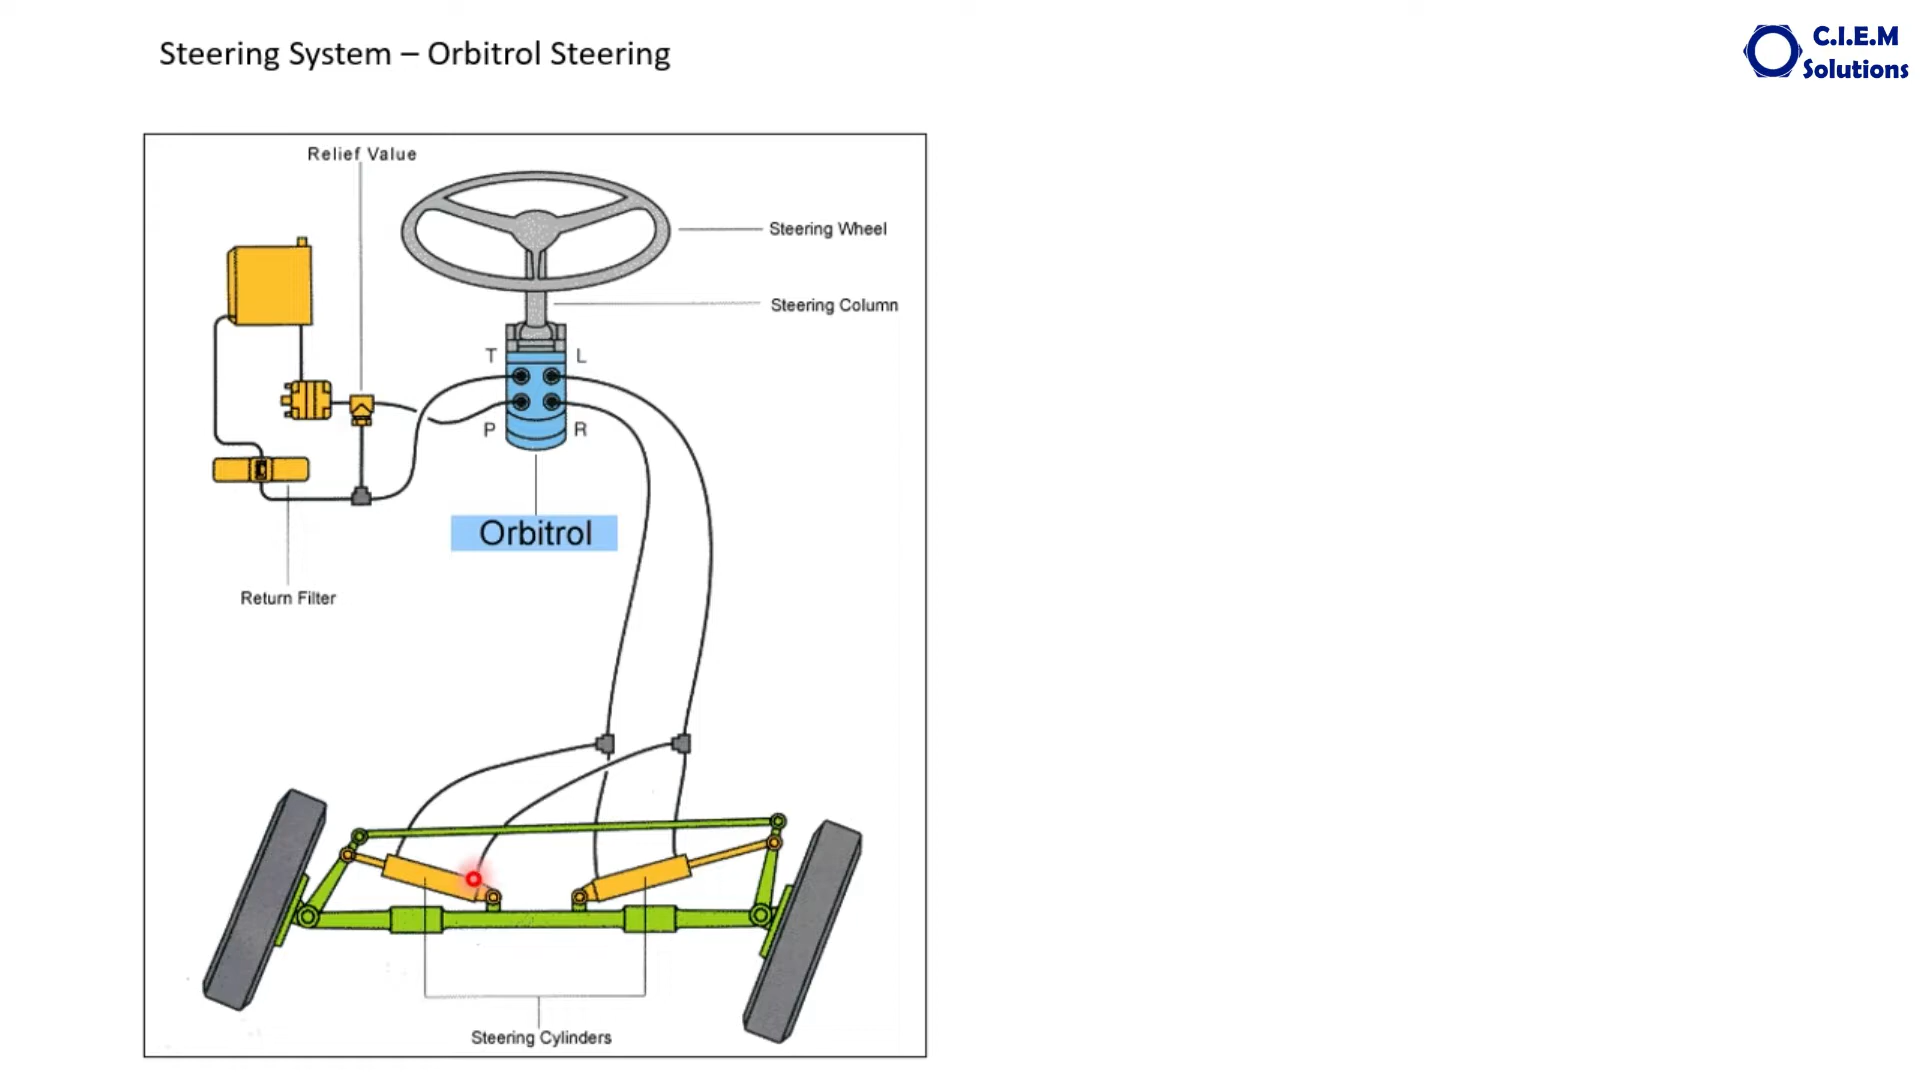 Steering System – Orbitrol Steering
C.I.E.M
Solutions
Relief Value
Steering Wheel
Steering Column
T
L
P
R
Orbitrol
Return Filter
Steering Cylinders